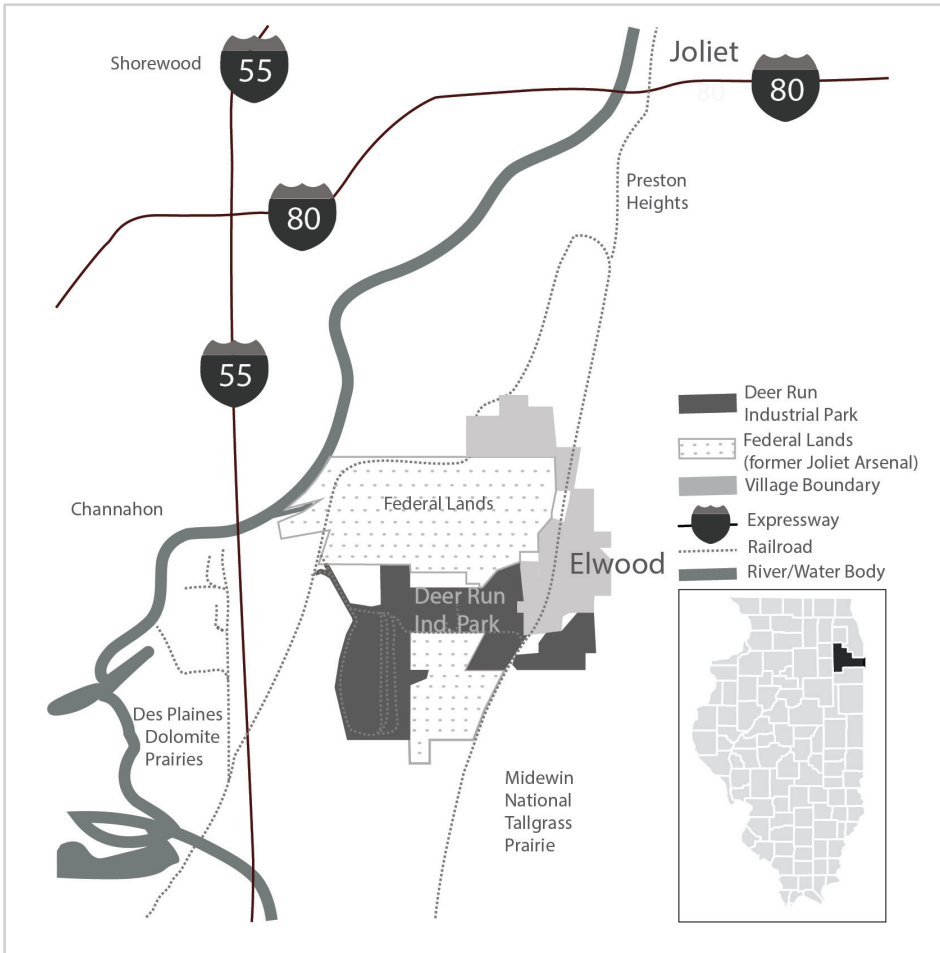 Joliet
Shorewood
55
80
80
80
Preston
Heights
55
Deer Run
Industrial Park
Federal Lands
(former Joliet Arsenal)
Village Boundary
Expressway
Railroad
River/Water Body
Channahon
Federal Lands
Elwood
Deer Run
Ind. Park
Des Plaines
Dolomite
Prairies
Midewin
National
Tallgrass
Prairie